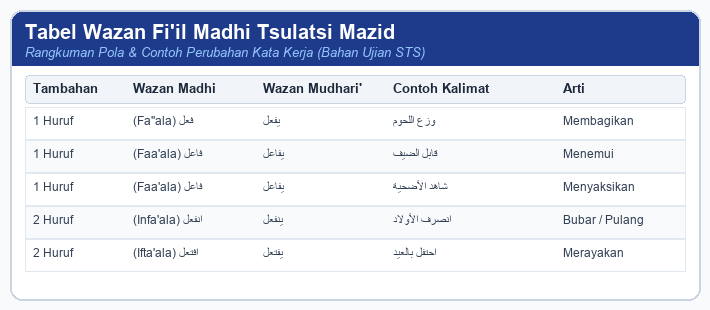 Tabel Wazan Fi'il Madhi Tsulatsi Mazid
Rangkuman Pola & Contoh Perubahan Kata Kerja (Bahan Ujian STS)
Tambahan Wazan Madhi Wazan Mudhari' Contoh Kalimat Arti
1 Huruf (Fa"ala) فعل يفعل وزع اللحوم Membagikan
1 Huruf (Faa'ala) فاعل يفاعل قابل الضيف Menemui
1 Huruf (Faa'ala) فاعل يفاعل شاهد الأضحية Menyaksikan
2 Huruf (Infa'ala) انفعل ينفعل انصرف الأولاد Bubar / Pulang
2 Huruf (Ifta'ala) افتعل يفتعل احتفل بالعيد Merayakan